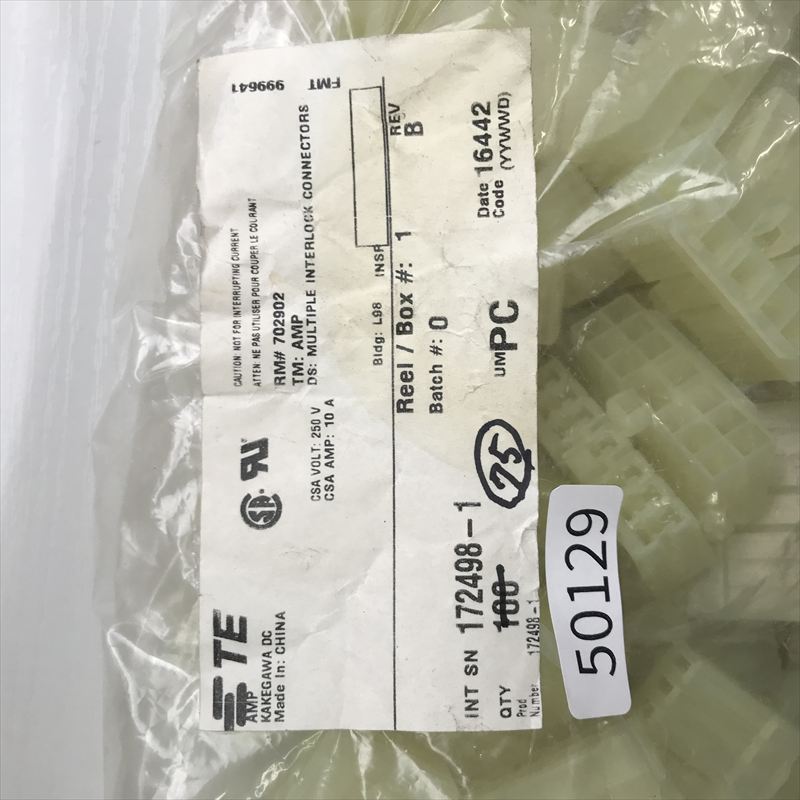 TE
AMP
KAKEGAWA DC
Made In: CHINA
CSA VOLT: 250 V
CSA AMP: 10 A
CAUTION: NOT FOR INTERRUPTING CURRENT
ATTEN: NE PAS UTILISER POUR COUPER LE COURANT
RM# 702902
TM: AMP
DS: MULTIPLE INTERLOCK CONNECTORS
999641 FMT
Bldg: L98 INSP
Reel / Box #: 1
REV
B
Batch #: 0
INT SN 172498-1
QTY 100 75 UM PC
Date Code 16442
(YYWWD)
Prod Number 172498-1
50129